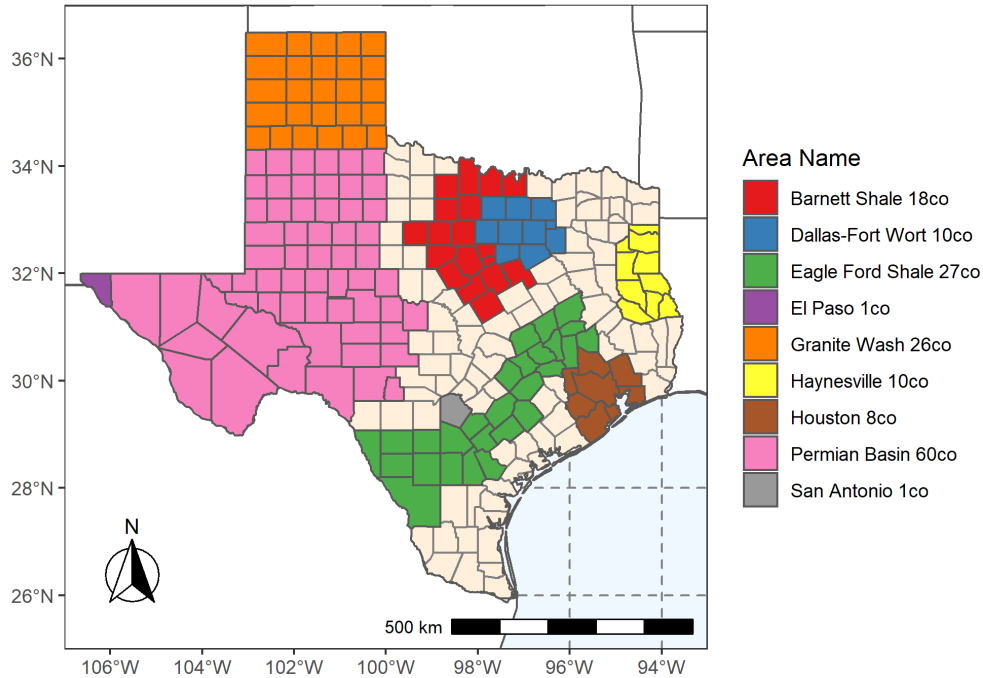 36°N
34°N
32°N
30°N
28°N
26°N
N
500 km
106°W
104°W
102°W
100°W
98°W
96°W
94°W
Area Name
Barnett Shale 18co
Dallas-Fort Wort 10co
Eagle Ford Shale 27co
El Paso 1co
Granite Wash 26co
Haynesville 10co
Houston 8co
Permian Basin 60co
San Antonio 1co